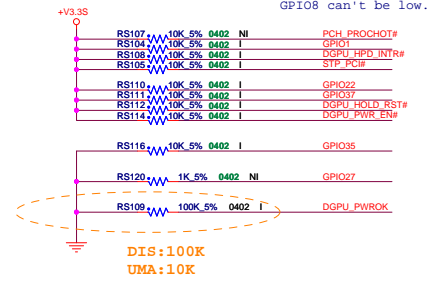 GPIO8 can't be low.
+V3.3S
RS107 10K_5% 0402 NI PCH_PROCHOT#
RS104 10K_5% 0402 I GPIO1
RS108 10K_5% 0402 I DGPU_HPD_INTR#
RS105 10K_5% 0402 I STP_PCI#
RS110 10K_5% 0402 I GPIO22
RS111 10K_5% 0402 I GPIO37
RS112 10K_5% 0402 I DGPU_HOLD_RST#
RS114 10K_5% 0402 I DGPU_PWR_EN#
RS116 10K_5% 0402 I GPIO35
RS120 1K_5% 0402 NI GPIO27
RS109 100K_5% 0402 I DGPU_PWROK
DIS:100K
UMA:10K